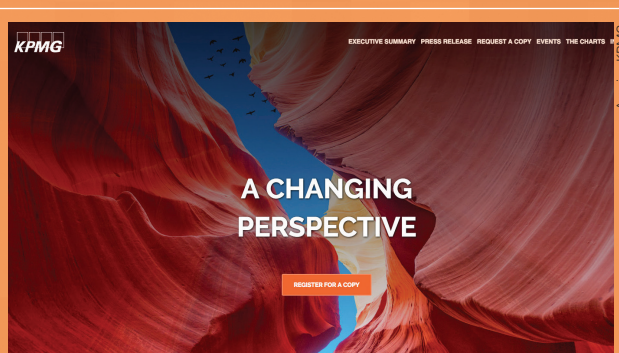 KPMG
EXECUTIVE SUMMARY PRESS RELEASE REQUEST A COPY EVENTS THE CHARTS
A CHANGING
PERSPECTIVE
REGISTER FOR A COPY